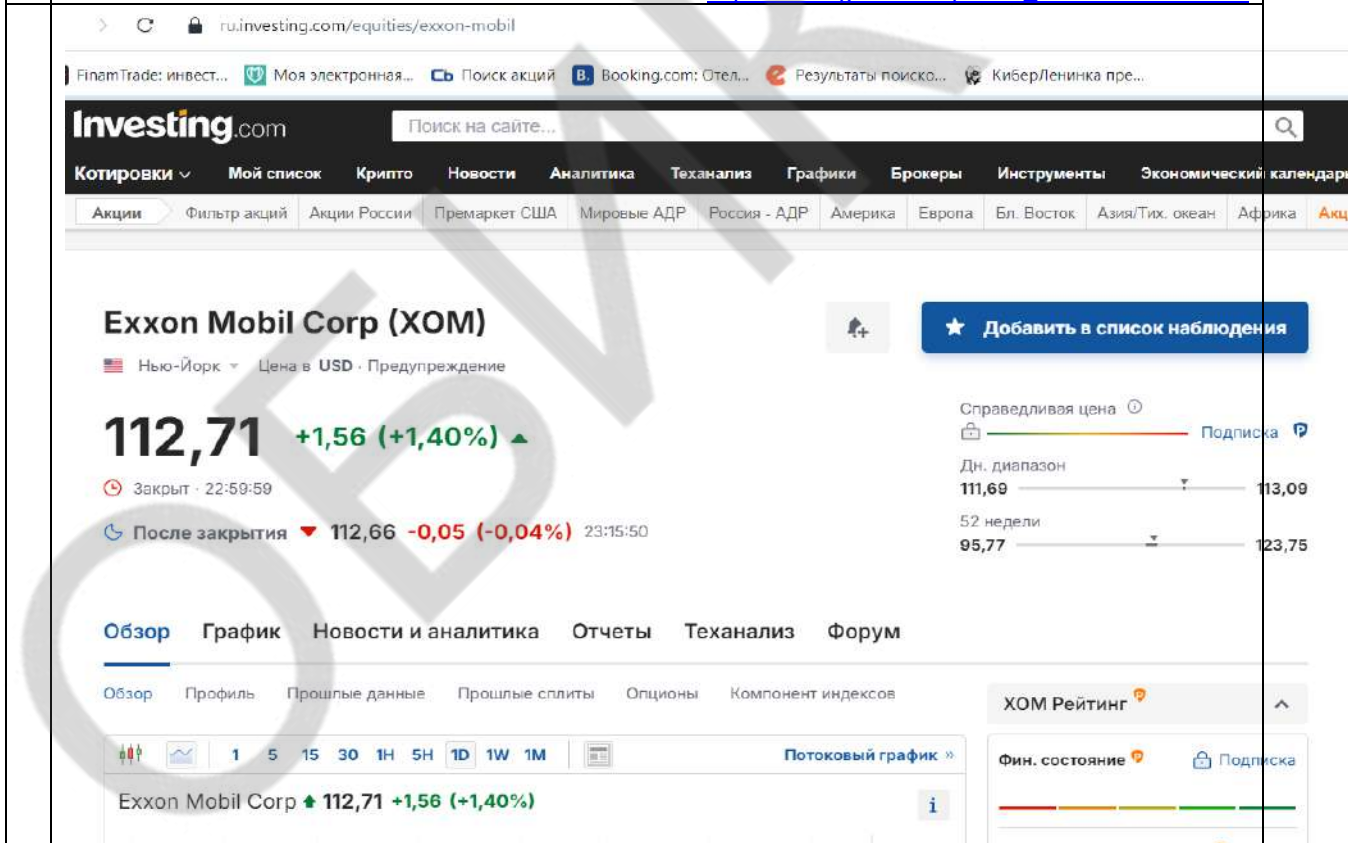 ru.investing.com/equities/exxon-mobil
FinamTrade: инвест... Моя электронная... Сь Поиск акций B. Booking.com: Отел... Результаты поиско... КиберЛенинка пре...
Investing.com Поиск на сайте...
Котировки Мой список Крипто Новости Аналитика Теханализ Графики Брокеры Инструменты Экономический календарь
Акции Фильтр акций Акции России Премаркет США Мировые АДР Россия - АДР Америка Европа Бл. Восток Азия/Тих. океан Африка Акц
Exxon Mobil Corp (XOM)
Добавить в список наблюдения
Нью-Йорк Цена в USD · Предупреждение
Справедливая цена
112,71 +1,56 (+1,40%)
Подписка
Дн. диапазон
Закрыт · 22:59:59
111,69 113,09
52 недели
После закрытия 112,66 -0,05 (-0,04%) 23:15:50
95,77 123,75
Обзор График Новости и аналитика Отчеты Теханализ Форум
Обзор Профиль Прошлые данные Прошлые сплиты Опционы Компонент индексов
XOM Рейтинг
1 5 15 30 1H 5H 1D 1W 1M Потоковый график »
Фин. состояние Подписка
Exxon Mobil Corp 112,71 +1,56 (+1,40%)
i
ОБИК